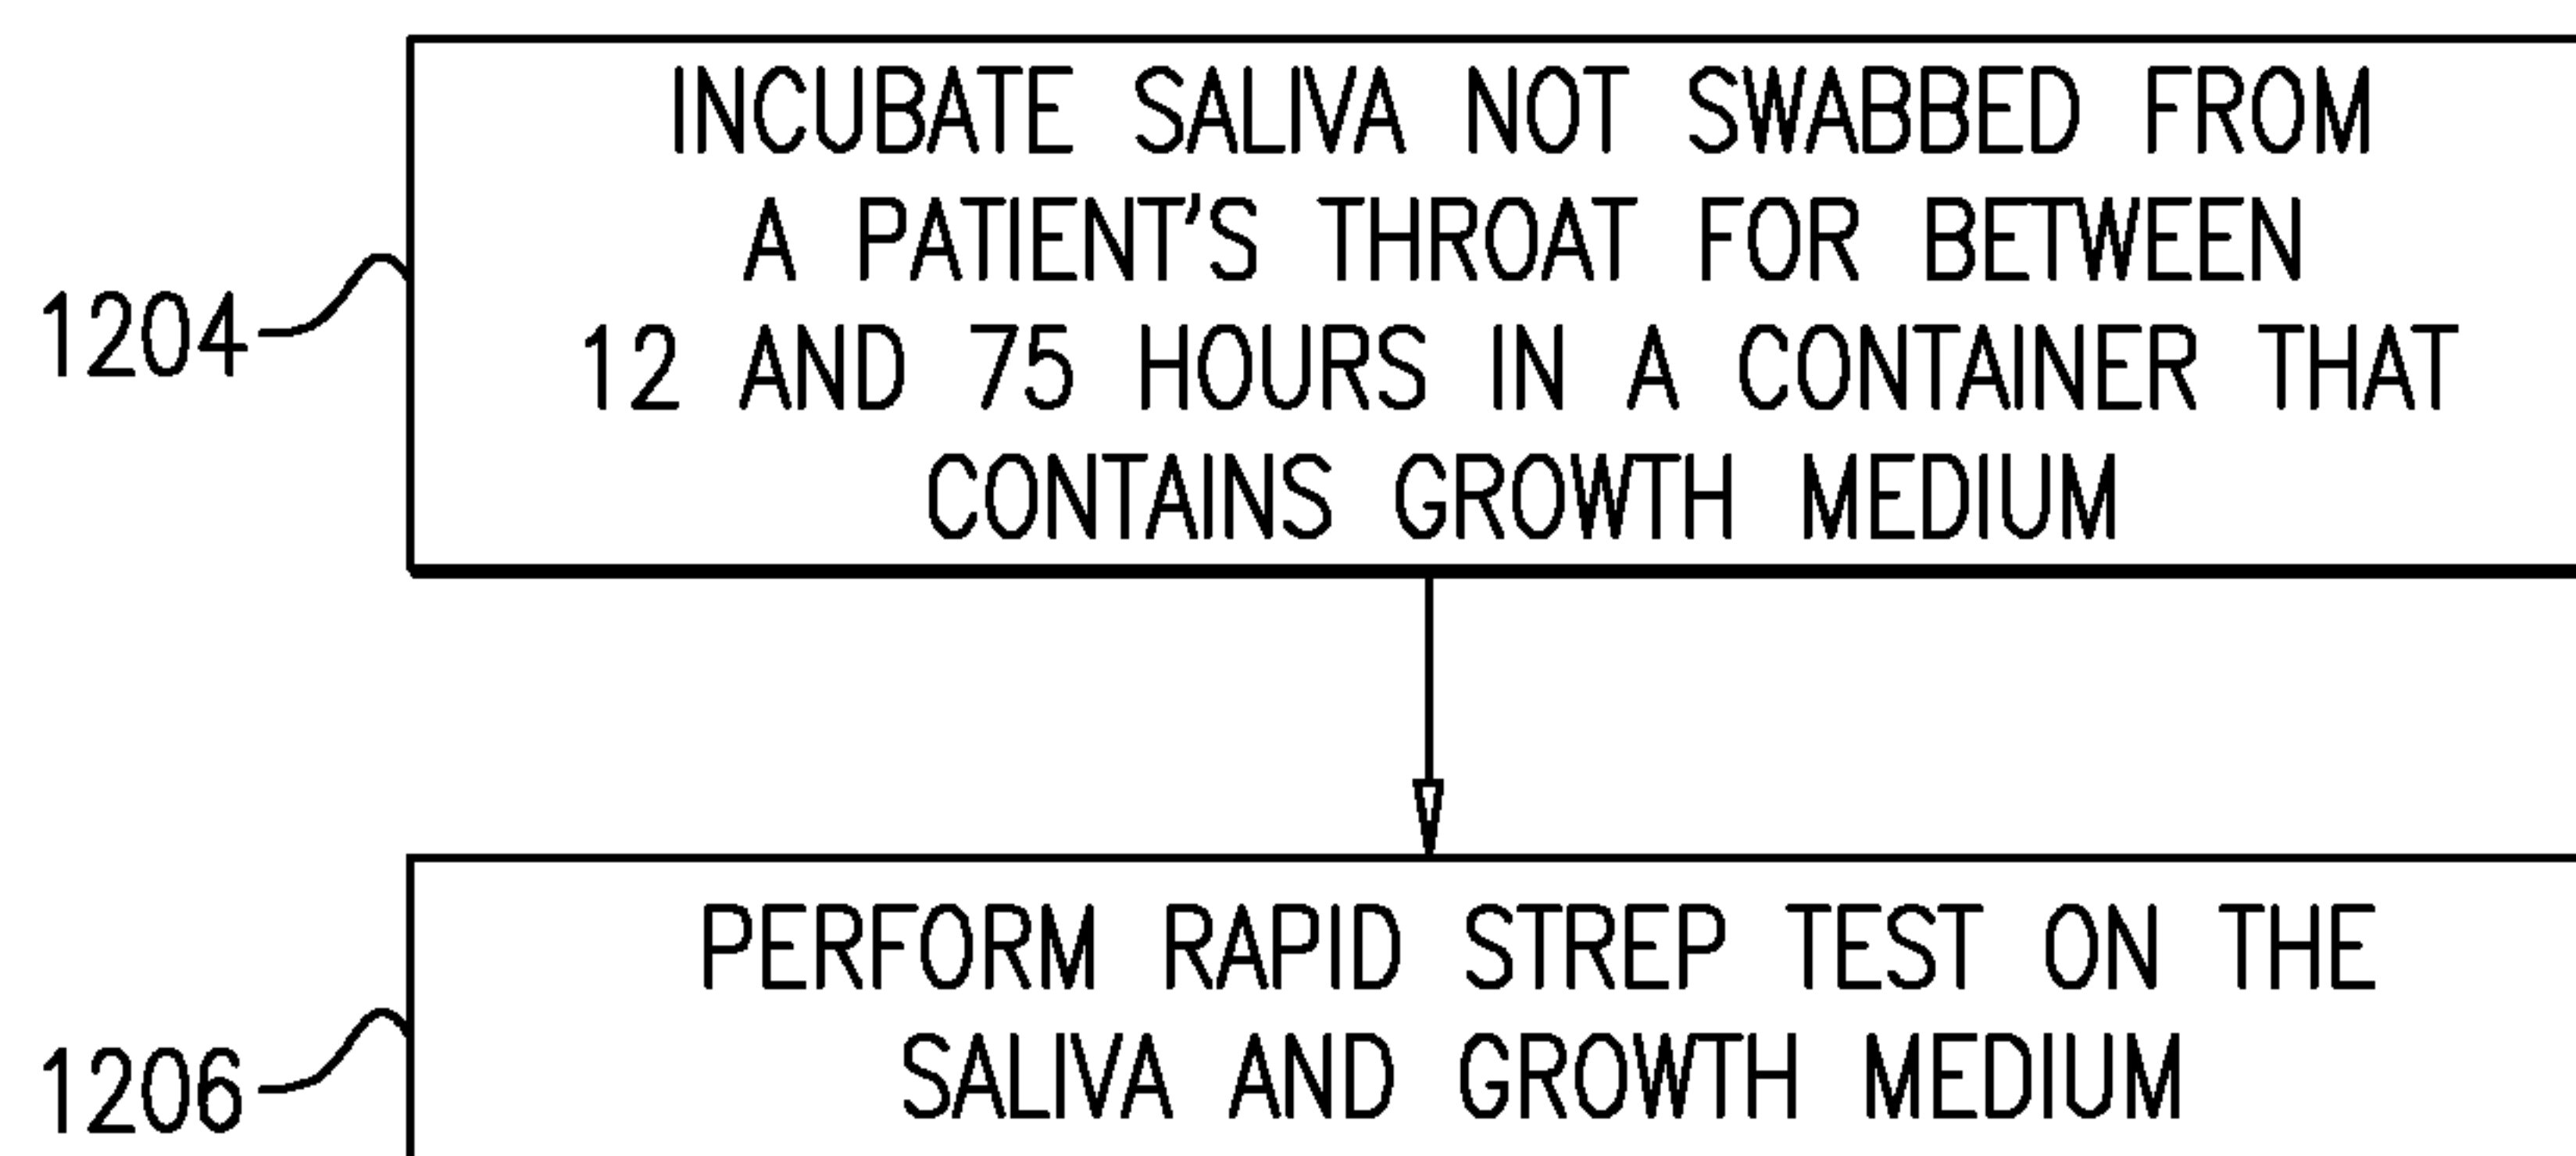 INCUBATE SALIVA NOT SWABBED FROM
A PATIENT'S THROAT FOR BETWEEN
1204
12 AND 75 HOURS IN A CONTAINER THAT
CONTAINS GROWTH MEDIUM
PERFORM RAPID STREP TEST ON THE
SALIVA AND GROWTH MEDIUM
1206